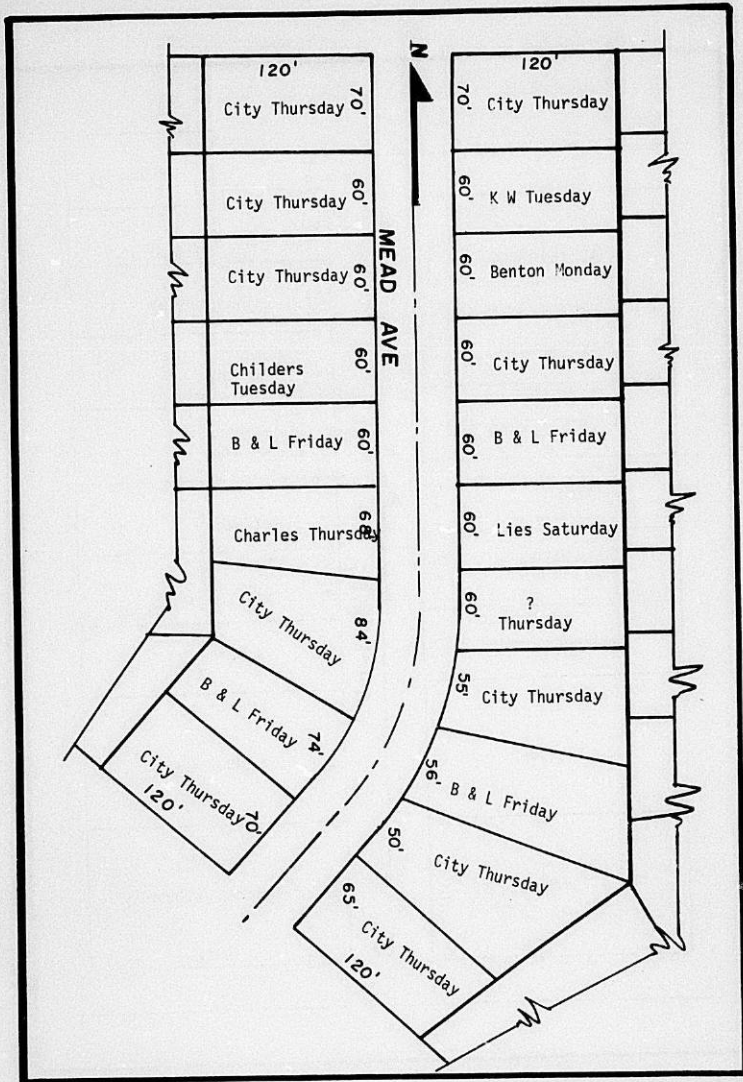 N
MEAD AVE
120'
70'
City Thursday
60'
City Thursday
60'
City Thursday
60'
Childers
Tuesday
60'
B & L Friday
68'
Charles Thursday
84'
City Thursday
74'
B & L Friday
70'
City Thursday
120'
120'
70'
City Thursday
60'
K W Tuesday
60'
Benton Monday
60'
City Thursday
60'
B & L Friday
60'
Lies Saturday
60'
?
Thursday
55'
City Thursday
56'
B & L Friday
50'
City Thursday
65'
City Thursday
120'